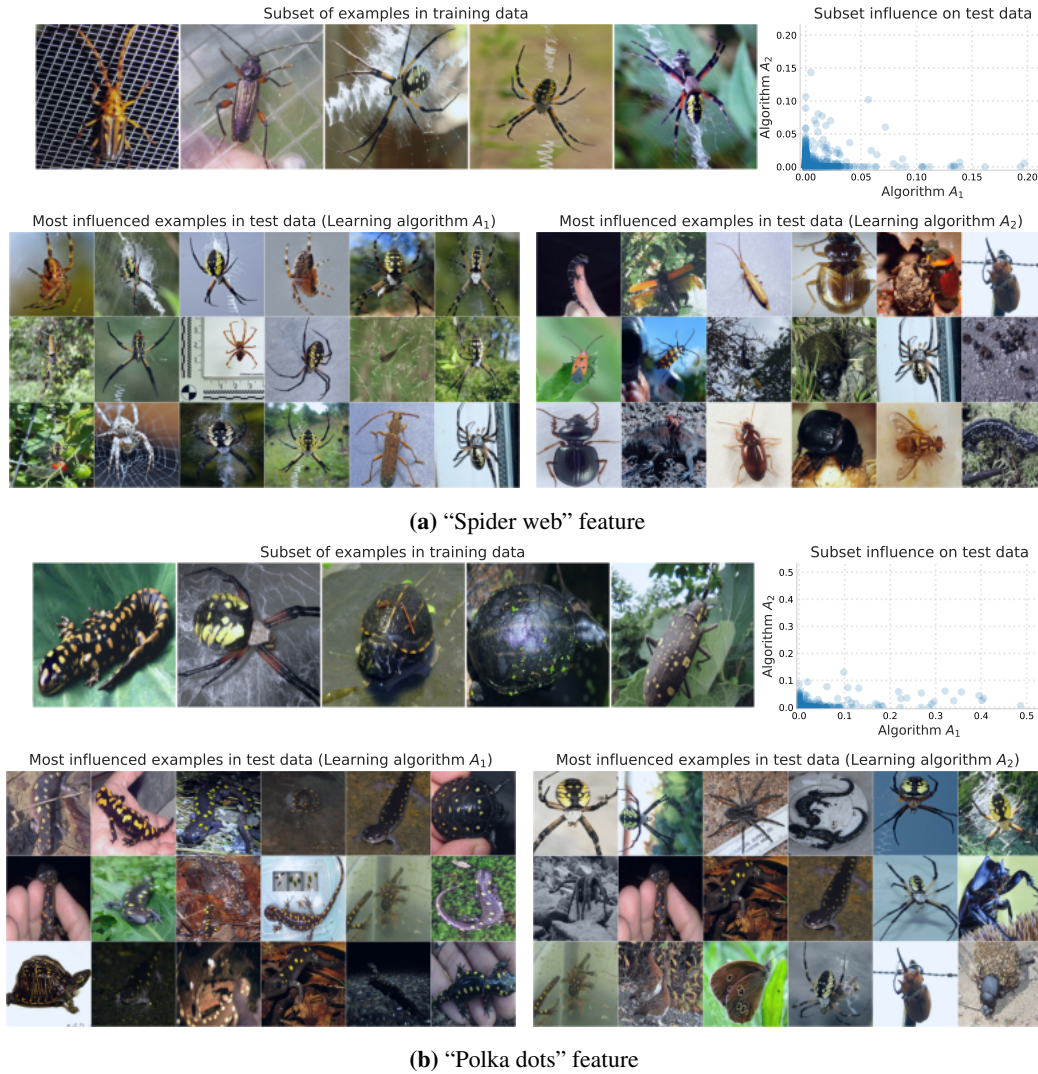 Subset of examples in training data
Subset influence on test data
Algorithm A₂
0.20
0.15
0.10
0.05
0.00
0.00 0.05 0.10 0.15 0.20
Algorithm A₁
Most influenced examples in test data (Learning algorithm A₁)
Most influenced examples in test data (Learning algorithm A₂)
(a) “Spider web” feature
Subset of examples in training data
Subset influence on test data
Algorithm A₂
0.5
0.4
0.3
0.2
0.1
0.0
0.0 0.1 0.2 0.3 0.4 0.5
Algorithm A₁
Most influenced examples in test data (Learning algorithm A₁)
Most influenced examples in test data (Learning algorithm A₂)
(b) “Polka dots” feature